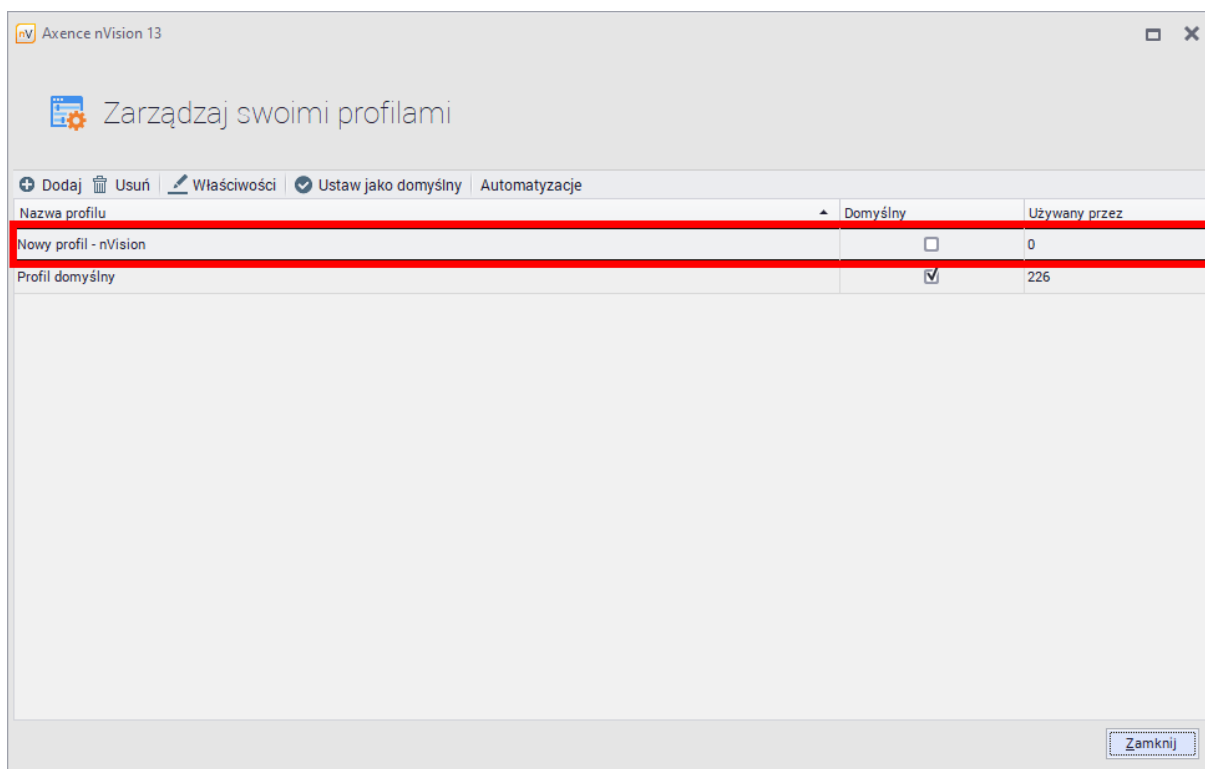 nV Axence nVision 13
Zarządzaj swoimi profilami
Dodaj Usuń Właściwości Ustaw jako domyślny Automatyzacje
Nazwa profilu Domyślny Używany przez
Nowy profil - nVision 0
Profil domyślny 226
Zamknij